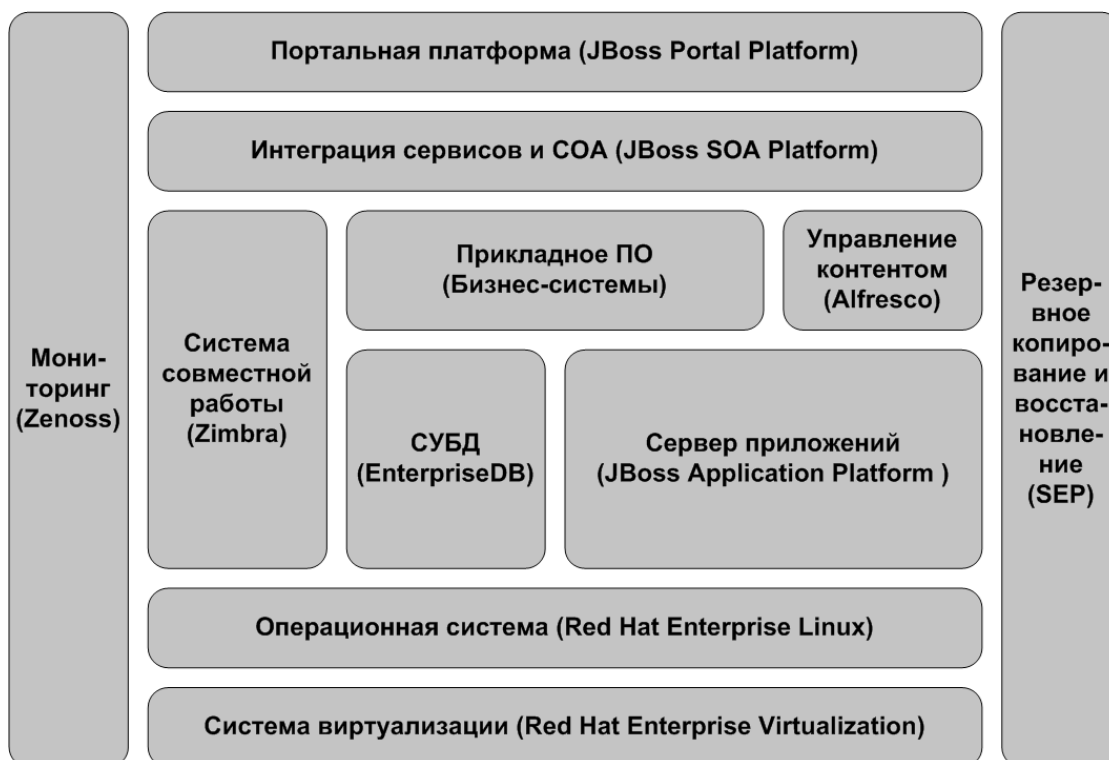 Портальная платформа (JBoss Portal Platform)
Интеграция сервисов и СОА (JBoss SOA Platform)
Мони-
торинг
(Zenoss)
Система
совместной
работы
(Zimbra)
Прикладное ПО
(Бизнес-системы)
Управление
контентом
(Alfresco)
СУБД
(EnterpriseDB)
Сервер приложений
(JBoss Application Platform )
Резер-
вное
копиро-
вание и
восста-
новле-
ние
(SEP)
Операционная система (Red Hat Enterprise Linux)
Система виртуализации (Red Hat Enterprise Virtualization)